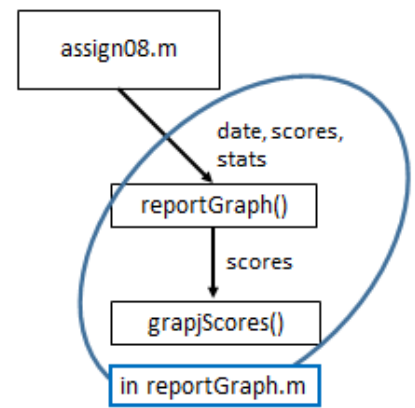 assign08.m
date, scores,
stats
reportGraph()
scores
grapjScores()
in reportGraph.m